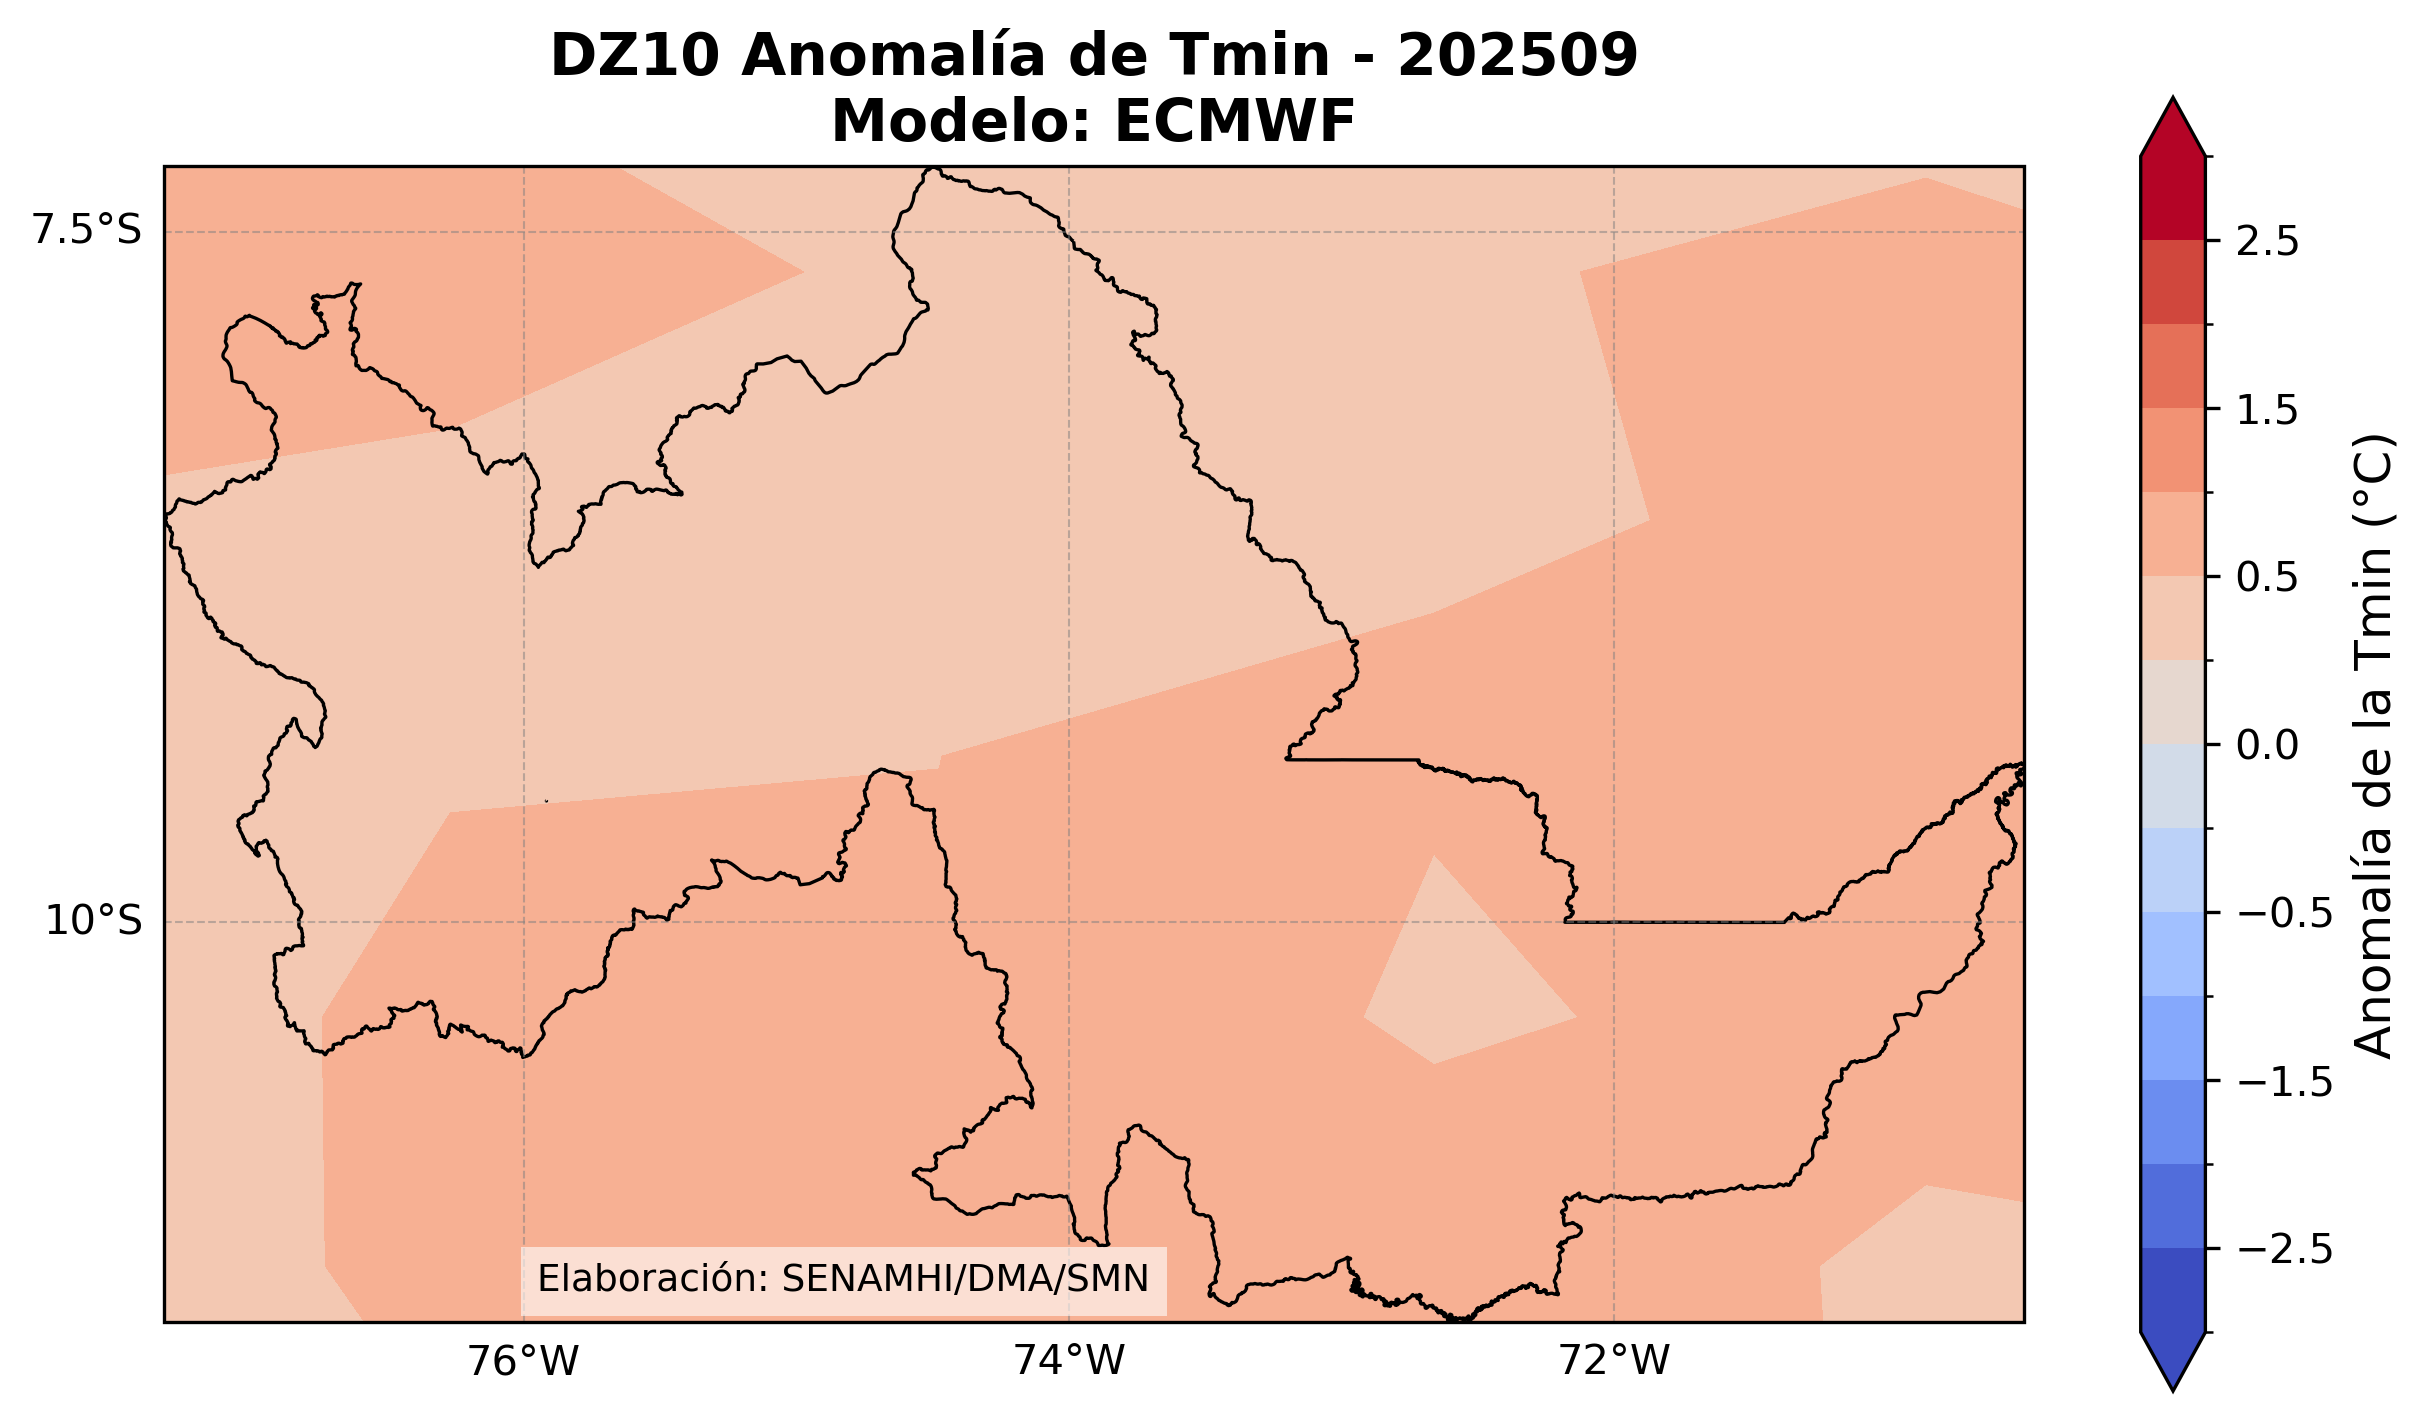 DZ10 Anomalía de Tmin - 202509
Modelo: ECMWF
7.5°S
10°S
76°W
74°W
72°W
Elaboración: SENAMHI/DMA/SMN
2.5
1.5
0.5
0.0
−0.5
−1.5
−2.5
Anomalía de la Tmin (°C)